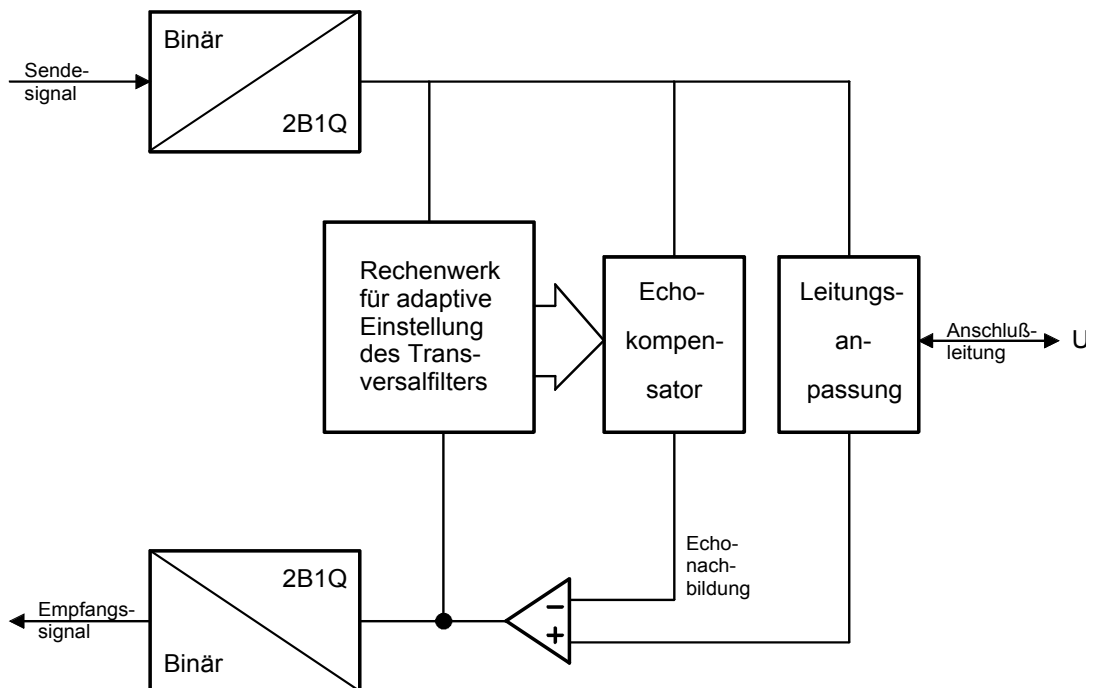 Binär
2B1Q
Sende-
signal
Rechenwerk
für adaptive
Einstellung
des Trans-
versalfilters
Echo-
kompen-
sator
Leitungs-
an-
passung
Anschluß-
leitung
U
Echo-
nach-
bildung
2B1Q
Binär
Empfangs-
signal
−
+